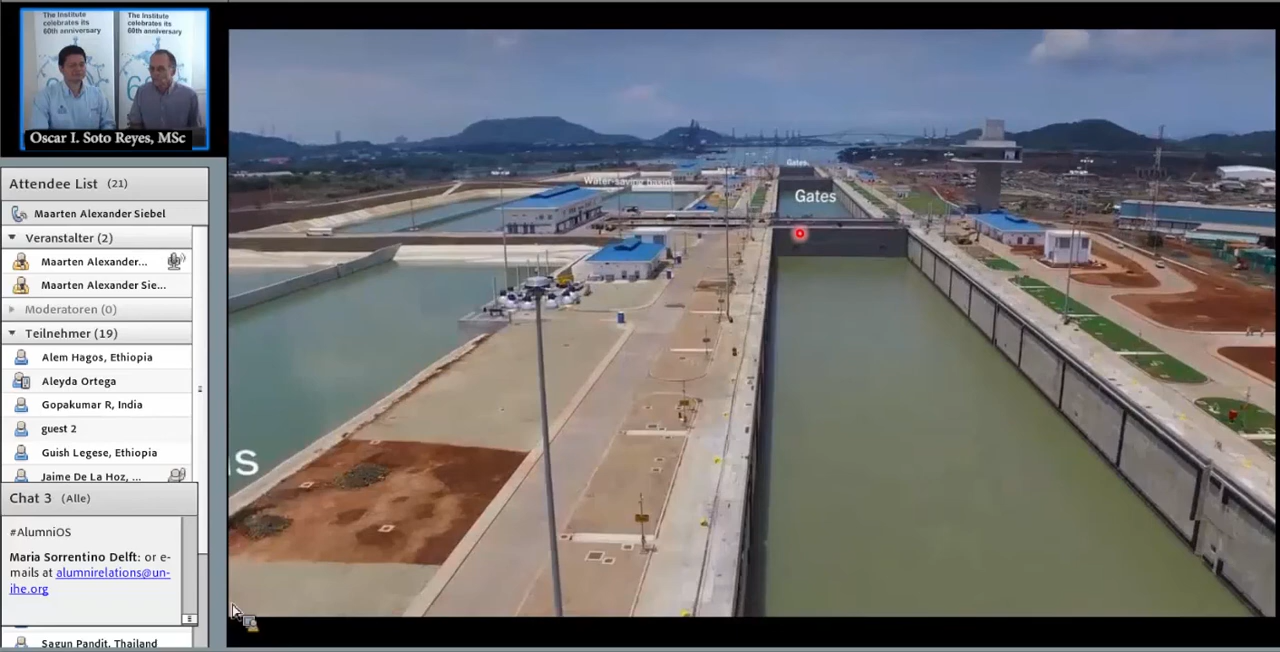 The Institute
celebrates its
60th anniversary
The Institute
celebrates its
60th anniversary
Oscar I. Soto Reyes, MSc
Attendee List (21)
Maarten Alexander Siebel
Veranstalter (2)
Maarten Alexander...
Maarten Alexander Sie...
Moderatoren (0)
Teilnehmer (19)
Alem Hagos, Ethiopia
Aleyda Ortega
Gopakumar R, India
guest 2
Guish Legese, Ethiopia
Jaime De La Hoz, ...
Chat 3 (Alle)
#AlumniOS
Maria Sorrentino Delft: or e-
mails at alumnirelations@un-
ihe.org
Sagun Pandit, Thailand
Gates
Water-saving basins
Gates
ns